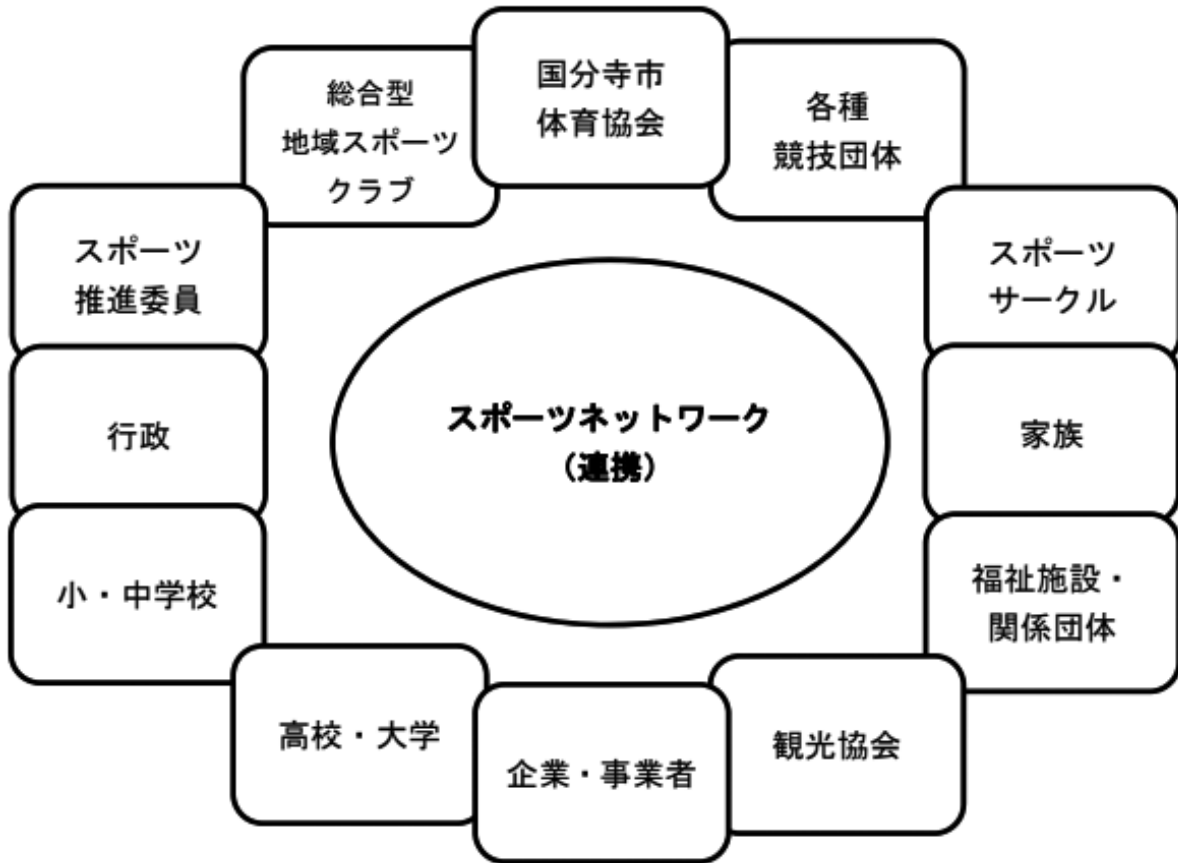 国分寺市
体育協会
各種
競技団体
総合型
地域スポーツ
クラブ
スポーツ
推進委員
スポーツ
サークル
行政
スポーツネットワーク
（連携）
家族
小・中学校
福祉施設・
関係団体
高校・大学
企業・事業者
観光協会